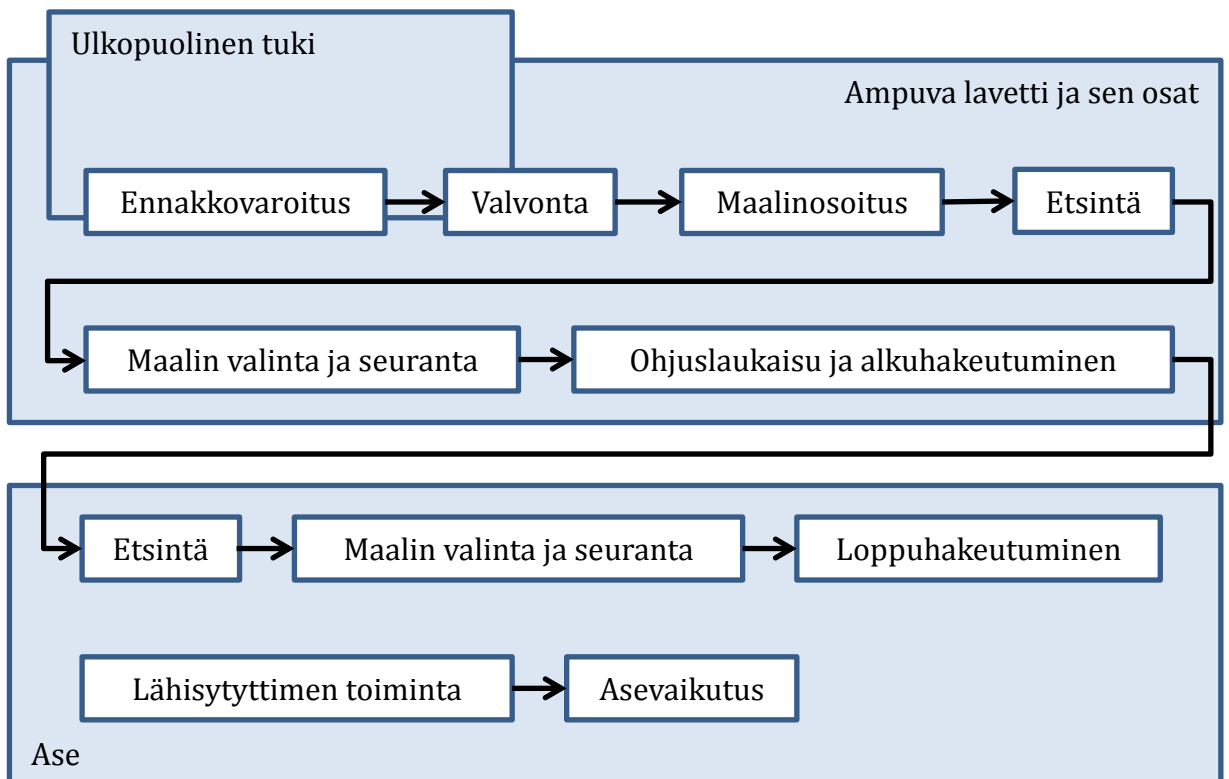 Ulkopuolinen tuki
Ampuva lavetti ja sen osat
Ennakkovaroitus
Valvonta
Maalinosoitus
Etsintä
Maalin valinta ja seuranta
Ohjuslaukaisu ja alkuhakeutuminen
Etsintä
Maalin valinta ja seuranta
Loppuhakeutuminen
Lähisytyttimen toiminta
Asevaikutus
Ase